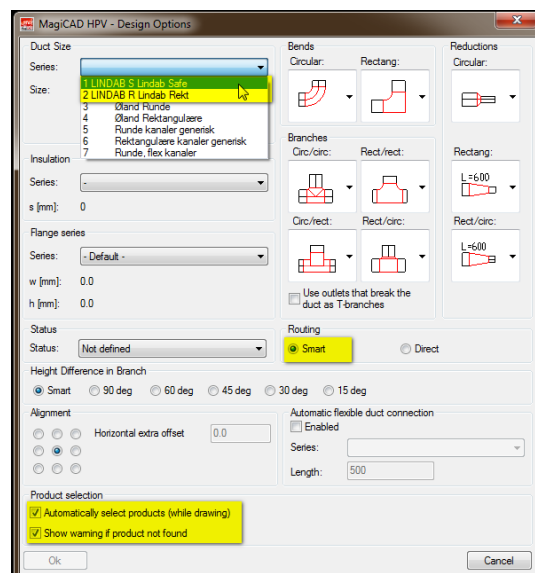 MagiCAD HPV - Design Options
Duct Size
Series:
1 LINDAB S Lindab Safe
2 LINDAB R Lindab Rekt
3 Øland Runde
4 Øland Rektangulære
5 Runde kanaler generisk
6 Rektangulære kanaler generisk
7 Runde, flex kanaler
Size:
Insulation
Series: -
s [mm]: 0
Flange series
Series: - Default -
w [mm]: 0.0
h [mm]: 0.0
Bends
Circular: Rectang:
Branches
Circ/circ: Rect/rect:
Circ/rect: Rect/circ:
Use outlets that break the
duct as T-branches
Reductions
Circular:
Rectang:
L=600
Rect/circ:
L=600
Status
Status: Not defined
Routing
Smart Direct
Height Difference in Branch
Smart 90 deg 60 deg 45 deg 30 deg 15 deg
Alignment
Horizontal extra offset 0.0
Automatic flexible duct connection
Enabled
Series:
Length: 500
Product selection
Automatically select products (while drawing)
Show warning if product not found
Ok Cancel